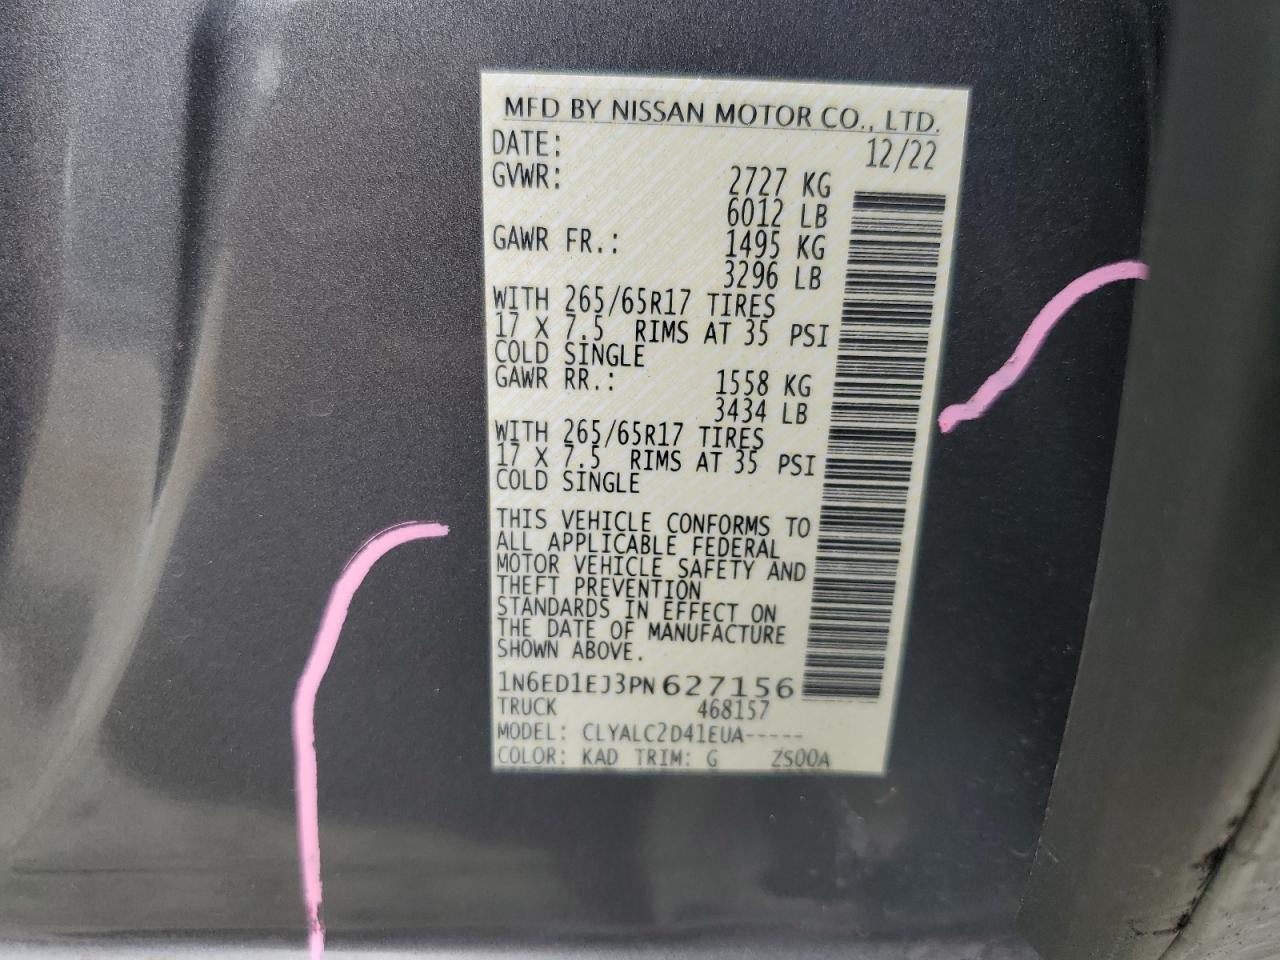 MFD BY NISSAN MOTOR CO., LTD.
DATE: 12/22
GVWR: 2727 KG
6012 LB
GAWR FR.: 1495 KG
3296 LB
WITH 265/65R17 TIRES
17 X 7.5 RIMS AT 35 PSI
COLD SINGLE
GAWR RR.: 1558 KG
3434 LB
WITH 265/65R17 TIRES
17 X 7.5 RIMS AT 35 PSI
COLD SINGLE
THIS VEHICLE CONFORMS TO
ALL APPLICABLE FEDERAL
MOTOR VEHICLE SAFETY AND
THEFT PREVENTION
STANDARDS IN EFFECT ON
THE DATE OF MANUFACTURE
SHOWN ABOVE.
1N6ED1EJ3PN627156
TRUCK 468157
MODEL: CLYALC2D41EUA-----
COLOR: KAD TRIM: G ZS00A